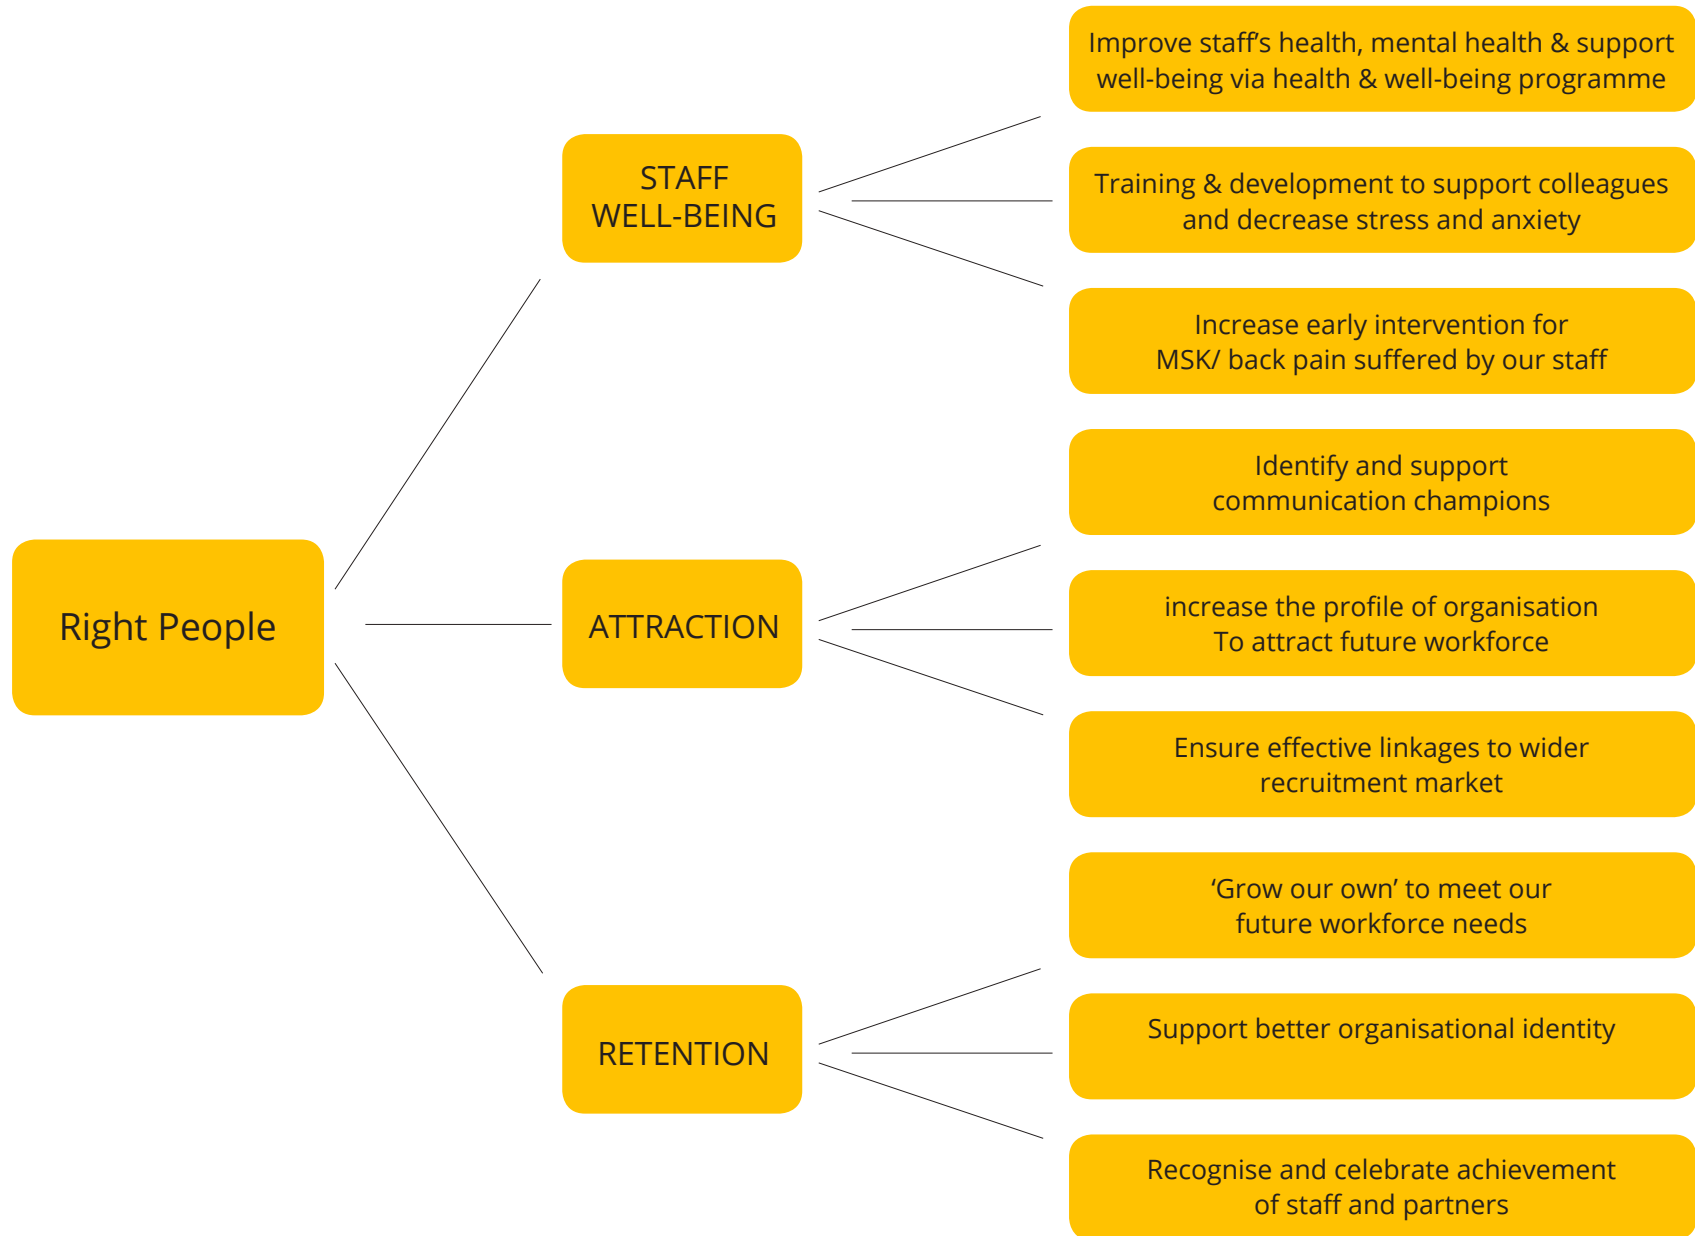 Right People
STAFF
WELL-BEING
Improve staff’s health, mental health & support
well-being via health & well-being programme
Training & development to support colleagues
and decrease stress and anxiety
Increase early intervention for
MSK/ back pain suffered by our staff
ATTRACTION
Identify and support
communication champions
increase the profile of organisation
To attract future workforce
Ensure effective linkages to wider
recruitment market
RETENTION
‘Grow our own’ to meet our
future workforce needs
Support better organisational identity
Recognise and celebrate achievement
of staff and partners